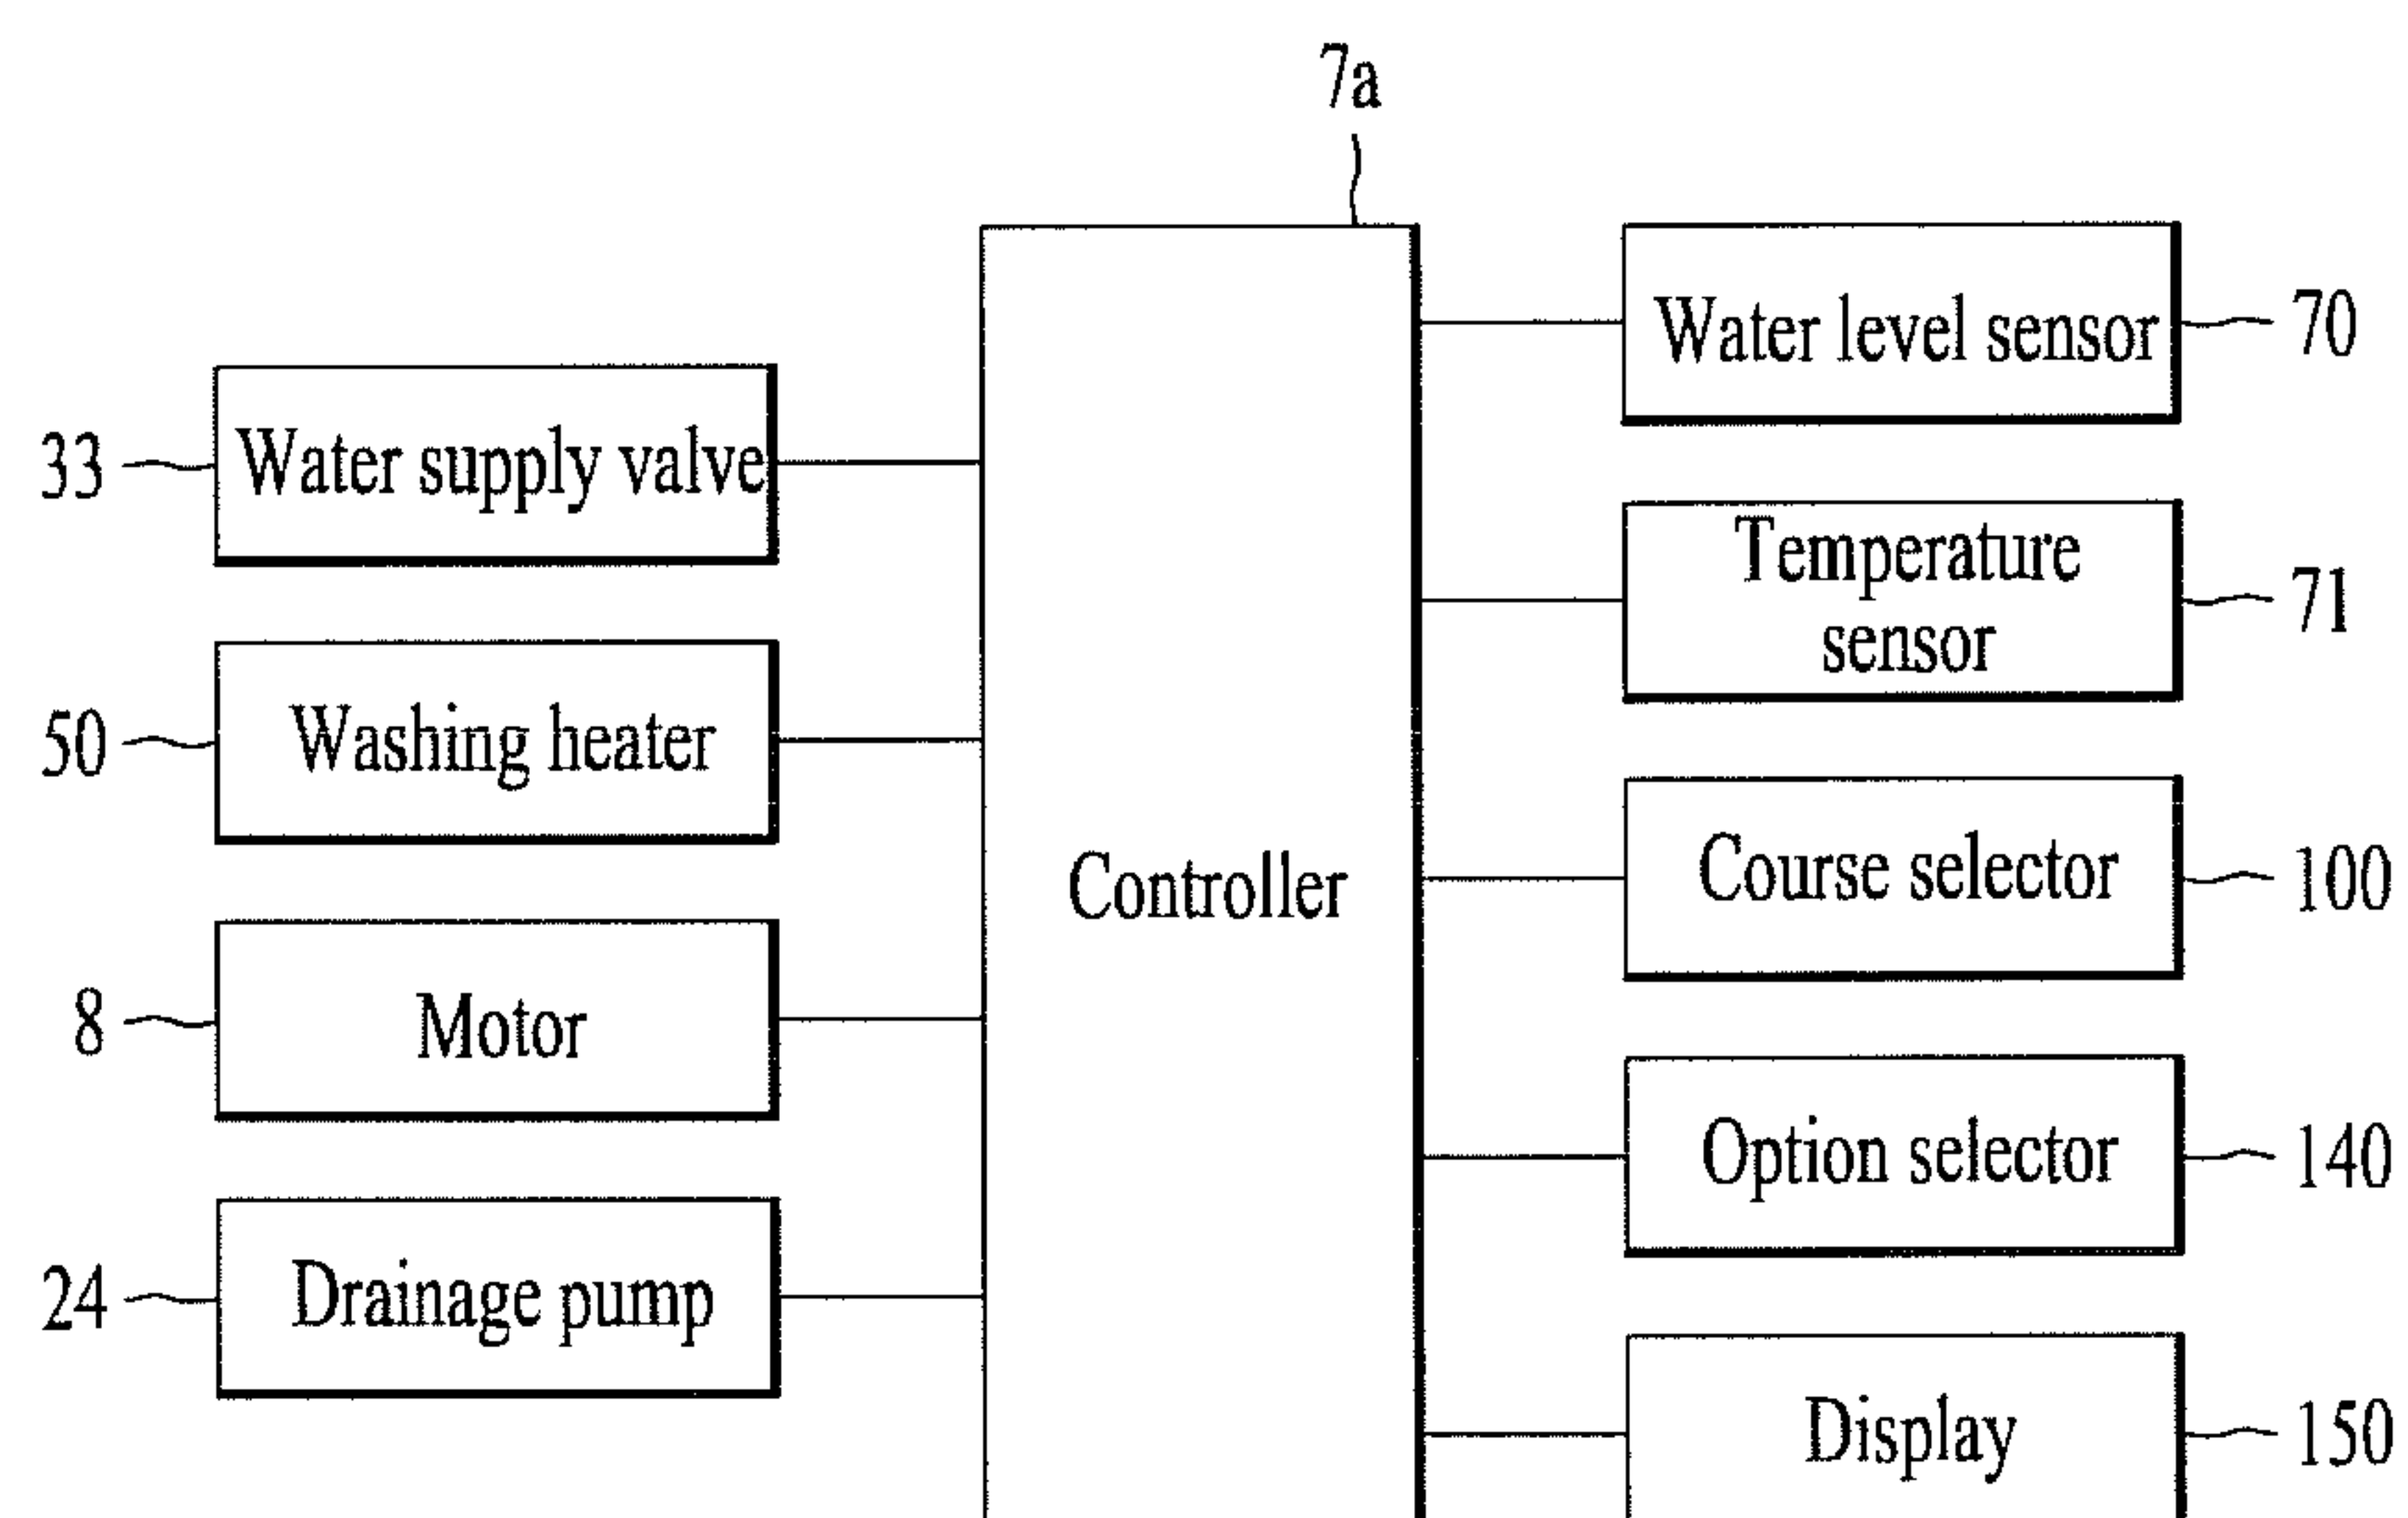 7a
33
Water supply valve
50
Washing heater
8
Motor
24
Drainage pump
Controller
Water level sensor
70
Temperature
sensor
71
Course selector
100
Option selector
140
Display
150